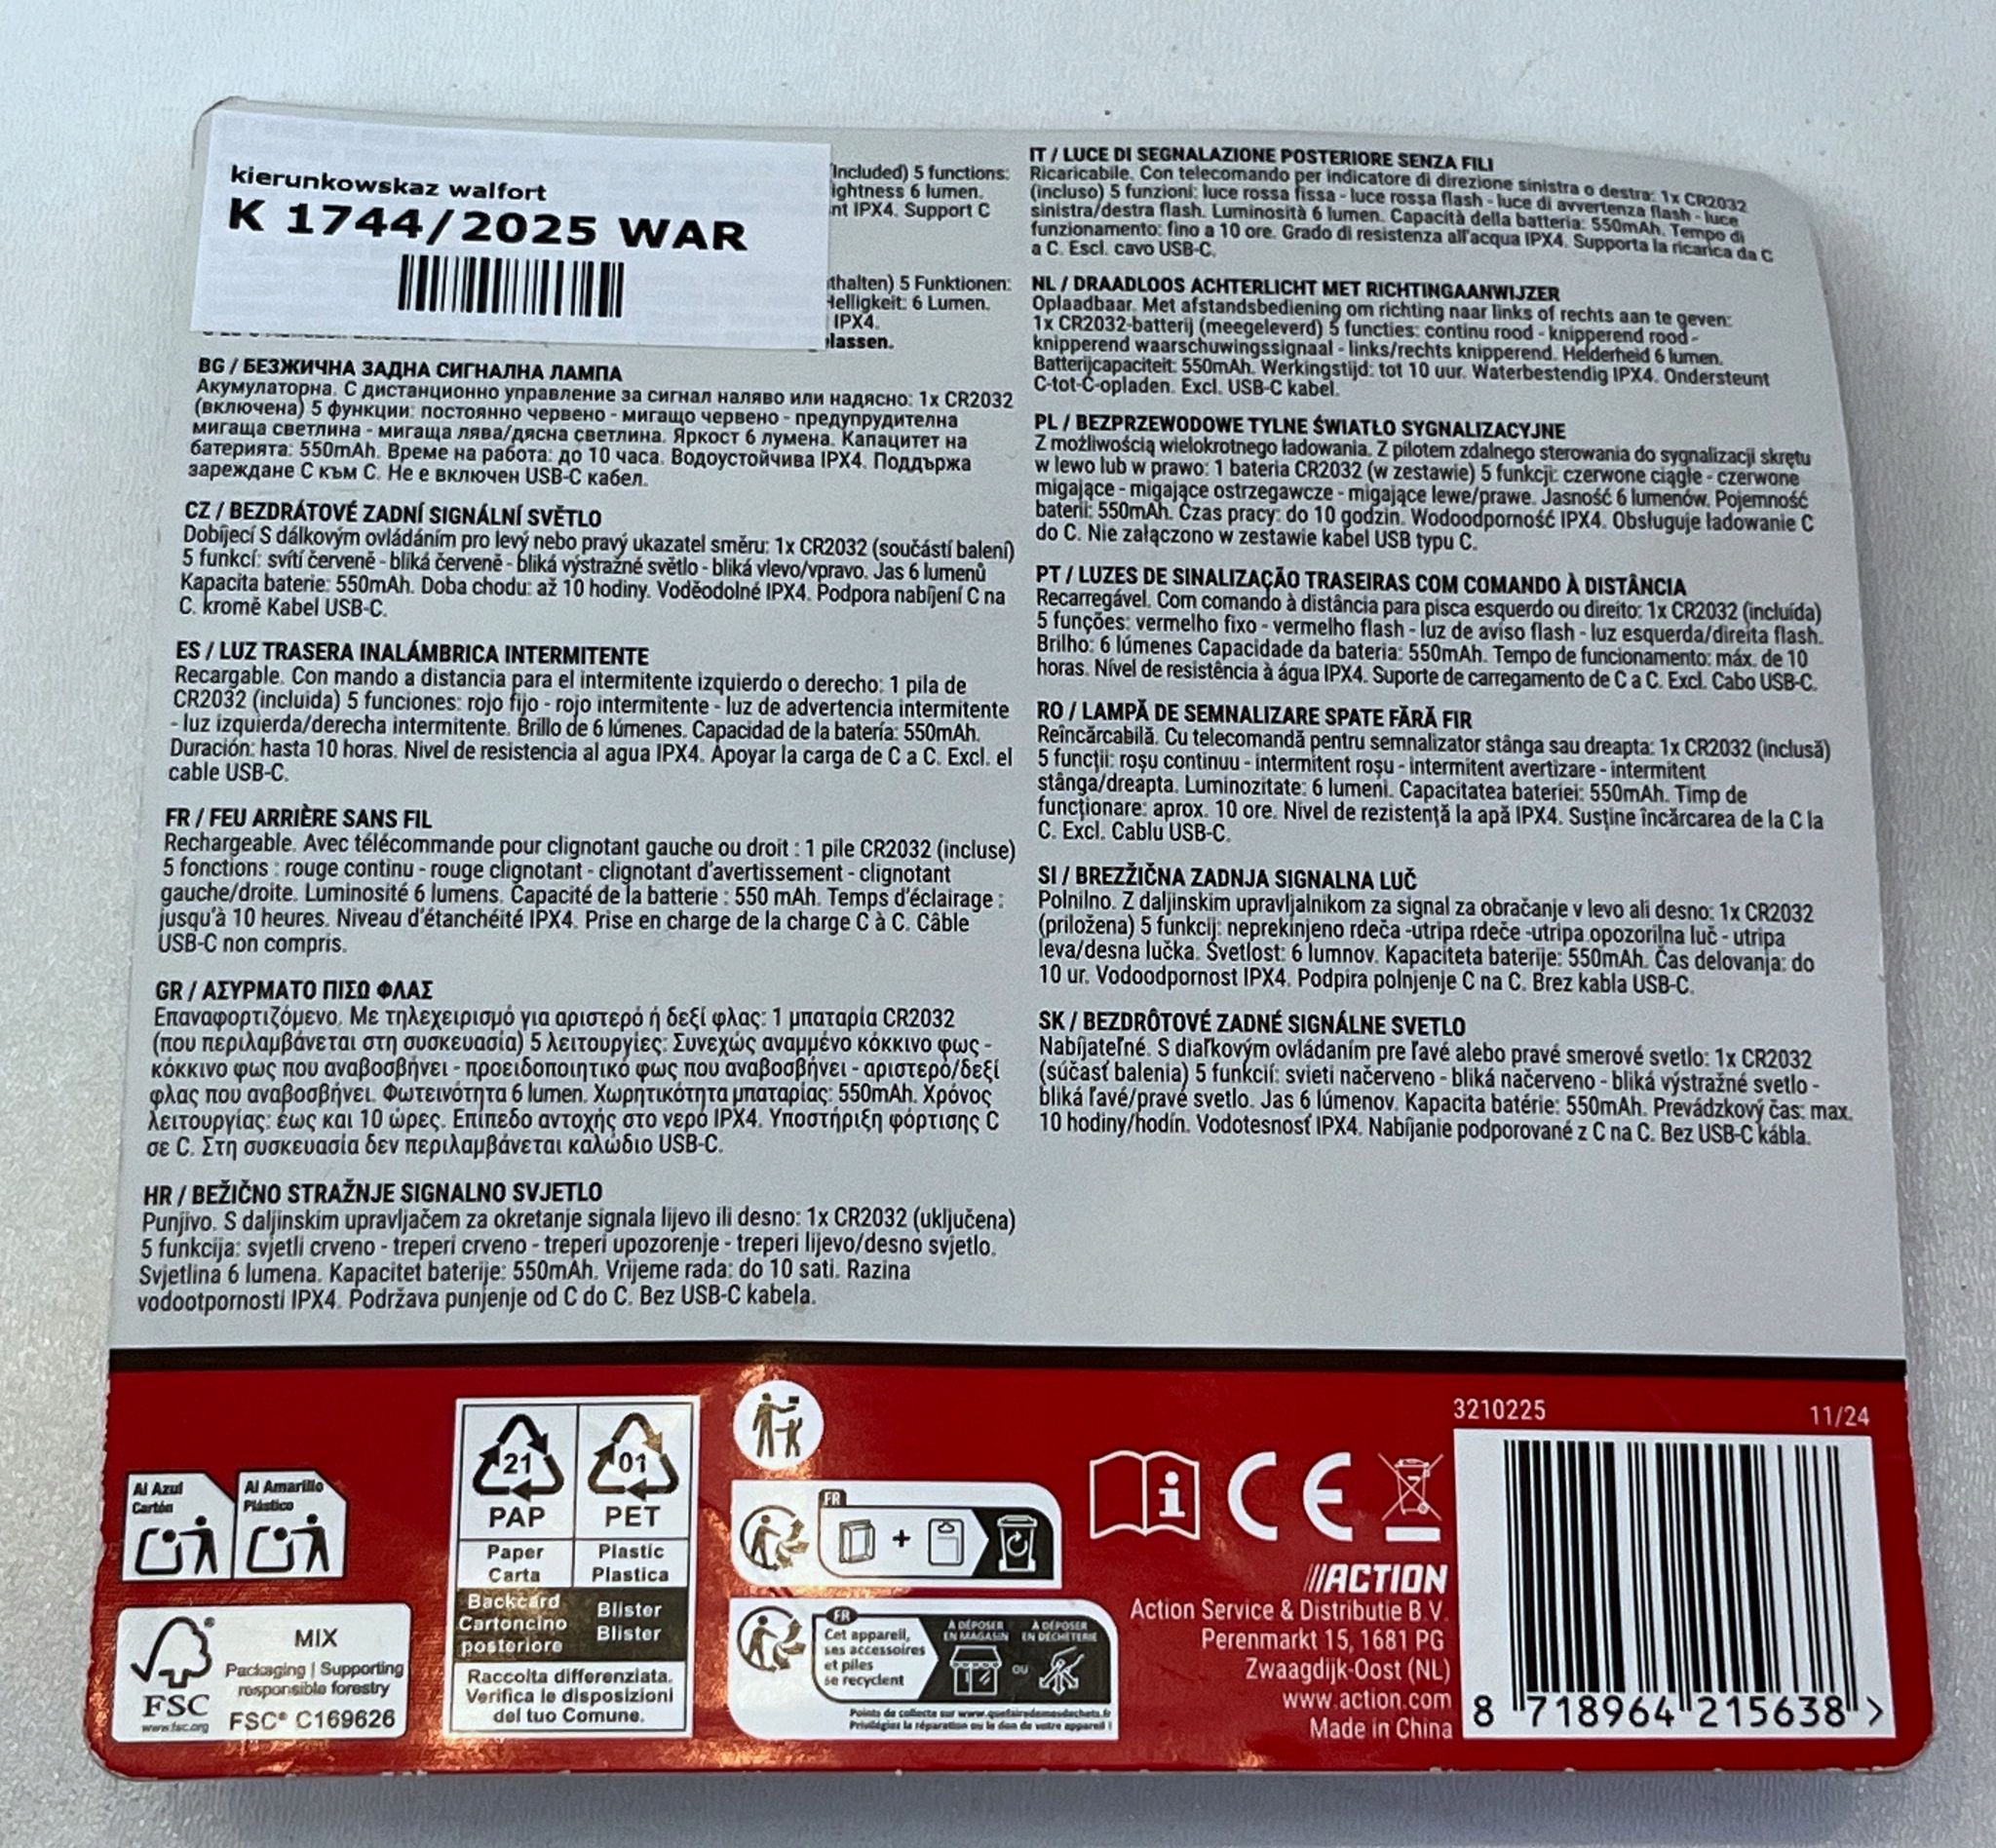 kierunkowskaz walfort
K 1744/2025 WAR
Included) 5 functions:
ightness 6 lumen.
nt IPX4. Support C
thalten) 5 Funktionen:
Helligkeit: 6 Lumen.
IPX4.
lassen.
BG / БЕЗЖИЧНА ЗАДНА СИГНАЛНА ЛАМПА
Акумулаторна. С дистанционно управление за сигнал наляво или надясно: 1x CR2032
(включена) 5 функции: постоянно червено - мигащо червено - предупрудителна
мигаща светлина - мигаща лява/дясна светлина. Яркост 6 лумена. Капацитет на
батерията: 550mAh. Време на работа: до 10 часа. Водоустойчива IPX4. Поддържа
зареждане C към C. Не е включен USB-C кабел.
CZ / BEZDRÁTOVÉ ZADNÍ SIGNÁLNÍ SVĚTLO
Dobíjecí S dálkovým ovládáním pro levý nebo pravý ukazatel směru: 1x CR2032 (součástí balení)
5 funkcí: svítí červeně - bliká červeně - bliká výstražné světlo - bliká vlevo/vpravo. Jas 6 lumenů
Kapacita baterie: 550mAh. Doba chodu: až 10 hodiny. Voděodolné IPX4. Podpora nabíjení C na
C. kromě Kabel USB-C.
ES / LUZ TRASERA INALÁMBRICA INTERMITENTE
Recargable. Con mando a distancia para el intermitente izquierdo o derecho: 1 pila de
CR2032 (incluida) 5 funciones: rojo fijo - rojo intermitente - luz de advertencia intermitente
- luz izquierda/derecha intermitente. Brillo de 6 lúmenes. Capacidad de la batería: 550mAh.
Duración: hasta 10 horas. Nivel de resistencia al agua IPX4. Apoyar la carga de C a C. Excl. el
cable USB-C.
FR / FEU ARRIÈRE SANS FIL
Rechargeable. Avec télécommande pour clignotant gauche ou droit : 1 pile CR2032 (incluse)
5 fonctions : rouge continu - rouge clignotant - clignotant d'avertissement - clignotant
gauche/droite. Luminosité 6 lumens. Capacité de la batterie : 550 mAh. Temps d'éclairage :
jusqu'à 10 heures. Niveau d'étanchéité IPX4. Prise en charge de la charge C à C. Câble
USB-C non compris.
GR / ΑΣΥΡΜΑΤΟ ΠΙΣΩ ΦΛΑΣ
Επαναφορτιζόμενο. Με τηλεχειρισμό για αριστερό ή δεξί φλας: 1 μπαταρία CR2032
(που περιλαμβάνεται στη συσκευασία) 5 λειτουργίες: Συνεχώς αναμμένο κόκκινο φως -
κόκκινο φως που αναβοσβήνει - προειδοποιητικό φως που αναβοσβήνει - αριστερό/δεξί
φλας που αναβοσβήνει. Φωτεινότητα 6 lumen. Χωρητικότητα μπαταρίας: 550mAh. Χρόνος
λειτουργίας: έως και 10 ώρες. Επίπεδο αντοχής στο νερό IPX4. Υποστήριξη φόρτισης C
σε C. Στη συσκευασία δεν περιλαμβάνεται καλώδιο USB-C.
HR / BEŽIČNO STRAŽNJE SIGNALNO SVJETLO
Punjivo. S daljinskim upravljačem za okretanje signala lijevo ili desno: 1x CR2032 (uključena)
5 funkcija: svjetli crveno - treperi crveno - treperi upozorenje - treperi lijevo/desno svjetlo.
Svjetlina 6 lumena. Kapacitet baterije: 550mAh. Vrijeme rada: do 10 sati. Razina
vodootpornosti IPX4. Podržava punjenje od C do C. Bez USB-C kabela.
IT / LUCE DI SEGNALAZIONE POSTERIORE SENZA FILI
Ricaricabile. Con telecomando per indicatore di direzione sinistra o destra: 1x CR2032
(incluso) 5 funzioni: luce rossa fissa - luce rossa flash - luce di avvertenza flash - luce
sinistra/destra flash. Luminosità 6 lumen. Capacità della batteria: 550mAh. Tempo di
funzionamento: fino a 10 ore. Grado di resistenza all'acqua IPX4. Supporta la ricarica da C
a C. Escl. cavo USB-C.
NL / DRAADLOOS ACHTERLICHT MET RICHTINGAANWIJZER
Oplaadbaar. Met afstandsbediening om richting naar links of rechts aan te geven:
1x CR2032-batterij (meegeleverd) 5 functies: continu rood - knipperend rood -
knipperend waarschuwingssignaal - links/rechts knipperend. Helderheid 6 lumen.
Batterijcapaciteit: 550mAh. Werkingstijd: tot 10 uur. Waterbestendig IPX4. Ondersteunt
C-tot-C-opladen. Excl. USB-C kabel.
PL / BEZPRZEWODOWE TYLNE ŚWIATŁO SYGNALIZACYJNE
Z możliwością wielokrotnego ładowania. Z pilotem zdalnego sterowania do sygnalizacji skrętu
w lewo lub w prawo: 1 bateria CR2032 (w zestawie) 5 funkcji: czerwone ciągłe - czerwone
migające - migające ostrzegawcze - migające lewe/prawe. Jasność 6 lumenów. Pojemność
baterii: 550mAh. Czas pracy: do 10 godzin. Wodoodporność IPX4. Obsługuje ładowanie C
do C. Nie załączono w zestawie kabel USB typu C.
PT / LUZES DE SINALIZAÇÃO TRASEIRAS COM COMANDO À DISTÂNCIA
Recarregável. Com comando à distância para pisca esquerdo ou direito: 1x CR2032 (incluída)
5 funções: vermelho fixo - vermelho flash - luz de aviso flash - luz esquerda/direita flash.
Brilho: 6 lúmenes Capacidade da bateria: 550mAh. Tempo de funcionamento: máx. de 10
horas. Nível de resistência à água IPX4. Suporte de carregamento de C a C. Excl. Cabo USB-C.
RO / LAMPĂ DE SEMNALIZARE SPATE FĂRĂ FIR
Reîncărcabilă. Cu telecomandă pentru semnalizator stânga sau dreapta: 1x CR2032 (inclusă)
5 funcții: roșu continuu - intermitent roșu - intermitent avertizare - intermitent
stânga/dreapta. Luminozitate: 6 lumeni. Capacitatea bateriei: 550mAh. Timp de
funcționare: aprox. 10 ore. Nivel de rezistență la apă IPX4. Susține încărcarea de la C la
C. Excl. Cablu USB-C.
SI / BREZŽIČNA ZADNJA SIGNALNA LUČ
Polnilno. Z daljinskim upravljalnikom za signal za obračanje v levo ali desno: 1x CR2032
(priložena) 5 funkcij: neprekinjeno rdeča -utripa rdeče -utripa opozorilna luč - utripa
leva/desna lučka. Svetlost: 6 lumnov. Kapaciteta baterije: 550mAh. Čas delovanja: do
10 ur. Vodoodpornost IPX4. Podpira polnjenje C na C. Brez kabla USB-C.
SK / BEZDRÔTOVÉ ZADNÉ SIGNÁLNE SVETLO
Nabíjateľné. S diaľkovým ovládaním pre ľavé alebo pravé smerové svetlo: 1x CR2032
(súčasť balenia) 5 funkcií: svieti načerveno - bliká načerveno - bliká výstražné svetlo -
bliká ľavé/pravé svetlo. Jas 6 lúmenov. Kapacita batérie: 550mAh. Prevádzkový čas: max.
10 hodiny/hodín. Vodotesnosť IPX4. Nabíjanie podporované z C na C. Bez USB-C kábla.
Al Azul
Cartón
Al Amarillo
Plástico
FSC
www.fsc.org
MIX
Packaging | Supporting
responsible forestry
FSC® C169626
21
PAP
01
PET
Paper
Carta
Plastic
Plastica
Backcard
Cartoncino
posteriore
Blister
Blister
Raccolta differenziata.
Verifica le disposizioni
del tuo Comune.
FR
+
FR
Cet appareil,
ses accessoires
et piles
se recyclent
À DÉPOSER
EN MAGASIN
OU
À DÉPOSER
EN DÉCHÈTERIE
Points de collecte sur www.quefairedemesdechets.fr
Privilégiez la réparation ou le don de votre appareil !
CE
ACTION
Action Service & Distributie B.V.
Perenmarkt 15, 1681 PG
Zwaagdijk-Oost (NL)
www.action.com
Made in China
3210225
11/24
8 718964 215638 >